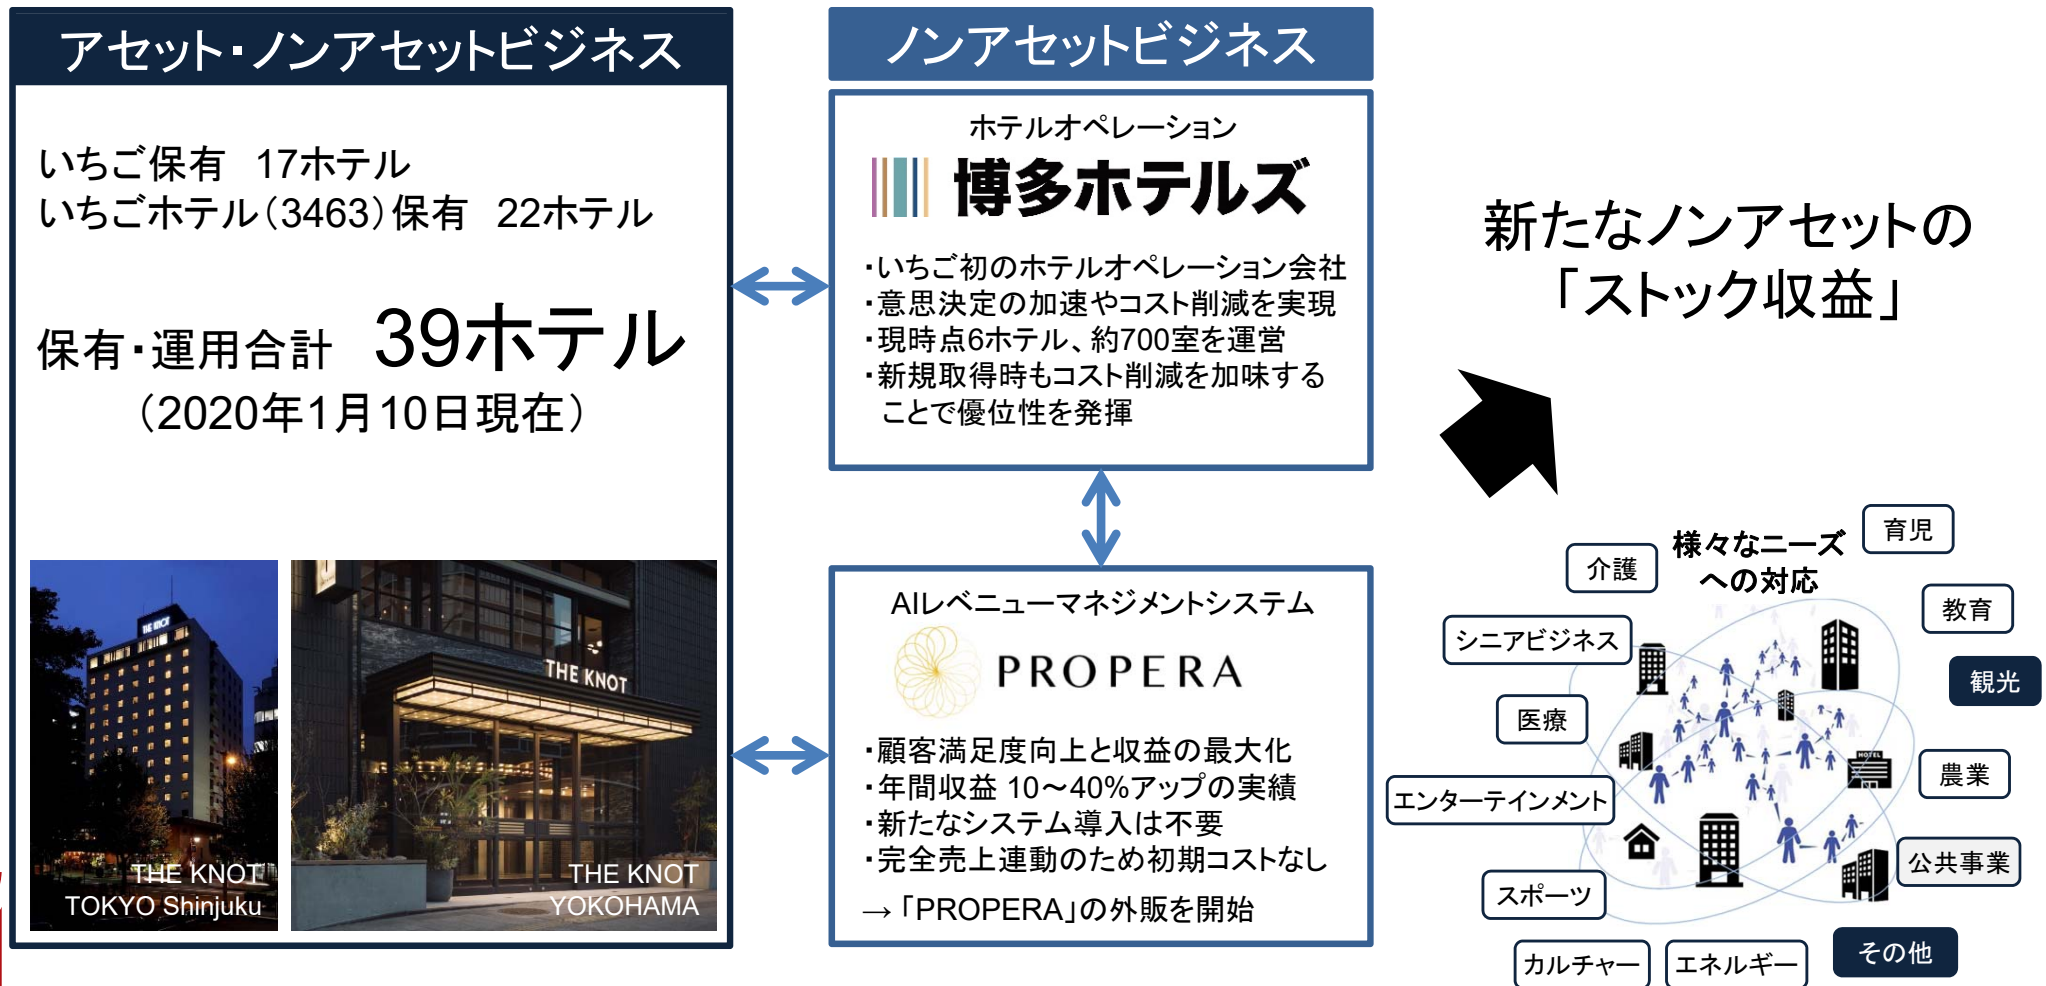 アセット・ノンアセットビジネス
いちご保有　17ホテル
いちごホテル（3463）保有　22ホテル
保有・運用合計　39ホテル
（2020年1月10日現在）
THE KNOT
THE KNOT
TOKYO Shinjuku
THE KNOT
THE KNOT
YOKOHAMA
ノンアセットビジネス
ホテルオペレーション
博多ホテルズ
・いちご初のホテルオペレーション会社
・意思決定の加速やコスト削減を実現
・現時点6ホテル、約700室を運営
・新規取得時もコスト削減を加味する
ことで優位性を発揮
AIレベニューマネジメントシステム
PROPERA
・顧客満足度向上と収益の最大化
・年間収益 10～40%アップの実績
・新たなシステム導入は不要
・完全売上連動のため初期コストなし
→「PROPERA」の外販を開始
新たなノンアセットの
「ストック収益」
様々なニーズ
への対応
育児
介護
教育
シニアビジネス
観光
医療
HOTEL
農業
エンターテインメント
公共事業
スポーツ
カルチャー
エネルギー
その他